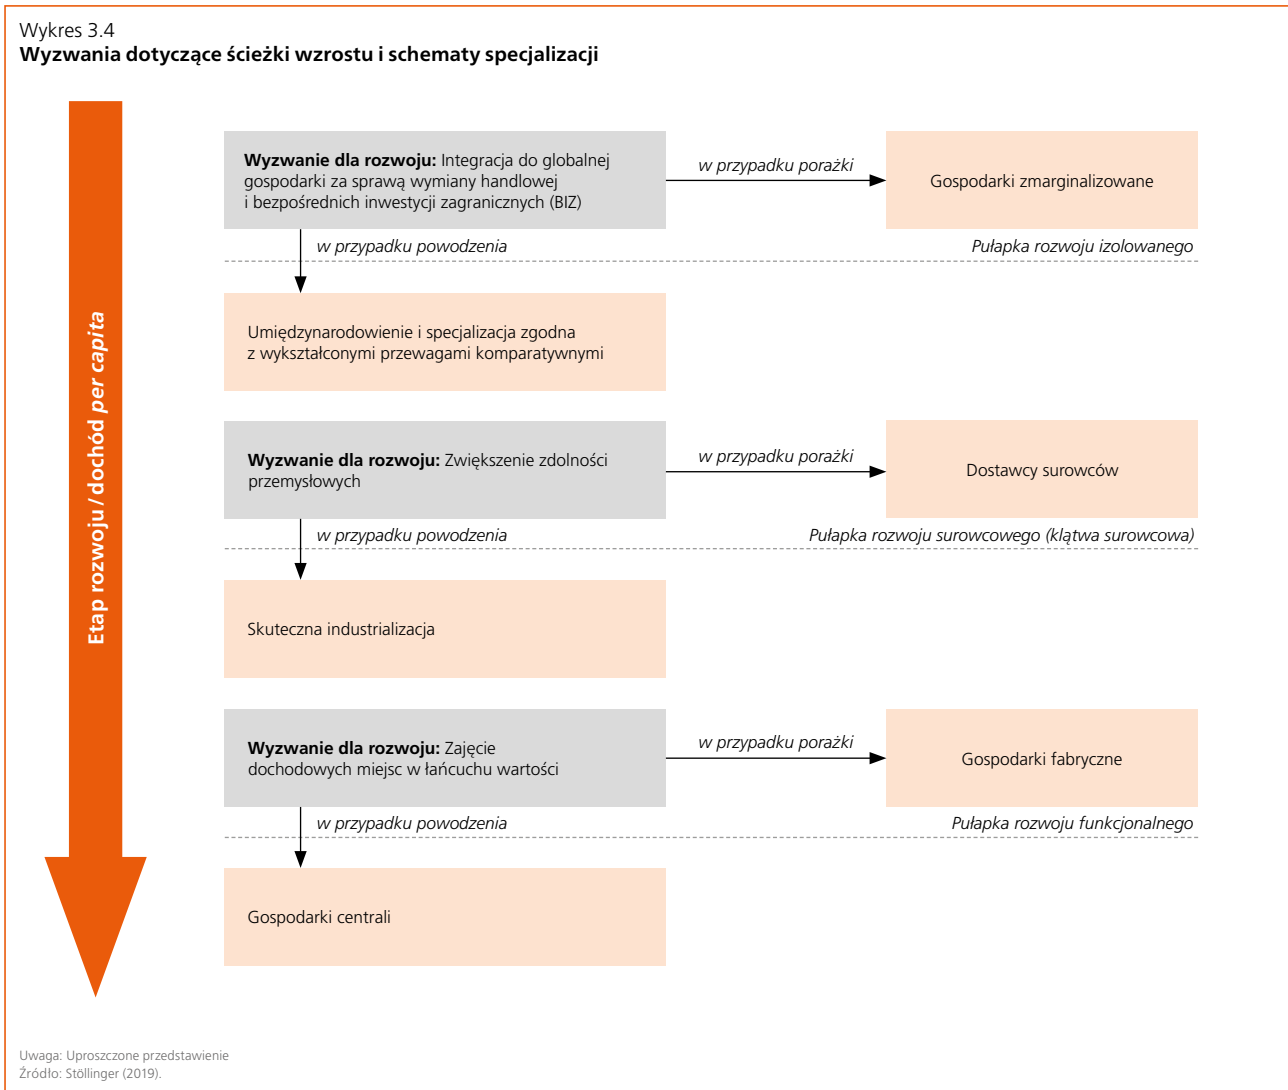 Wykres 3.4
Wyzwania dotyczące ścieżki wzrostu i schematy specjalizacji
Etap rozwoju / dochód per capita
Wyzwanie dla rozwoju: Integracja do globalnej
gospodarki za sprawą wymiany handlowej
i bezpośrednich inwestycji zagranicznych (BIZ)
w przypadku porażki
Gospodarki zmarginalizowane
w przypadku powodzenia
Pułapka rozwoju izolowanego
Umiędzynarodowienie i specjalizacja zgodna
z wykształconymi przewagami komparatywnymi
Wyzwanie dla rozwoju: Zwiększenie zdolności
przemysłowych
w przypadku porażki
Dostawcy surowców
w przypadku powodzenia
Pułapka rozwoju surowcowego (klątwa surowcowa)
Skuteczna industrializacja
Wyzwanie dla rozwoju: Zajęcie
dochodowych miejsc w łańcuchu wartości
w przypadku porażki
Gospodarki fabryczne
w przypadku powodzenia
Pułapka rozwoju funkcjonalnego
Gospodarki centrali
Uwaga: Uproszczone przedstawienie
Źródło: Stöllinger (2019).